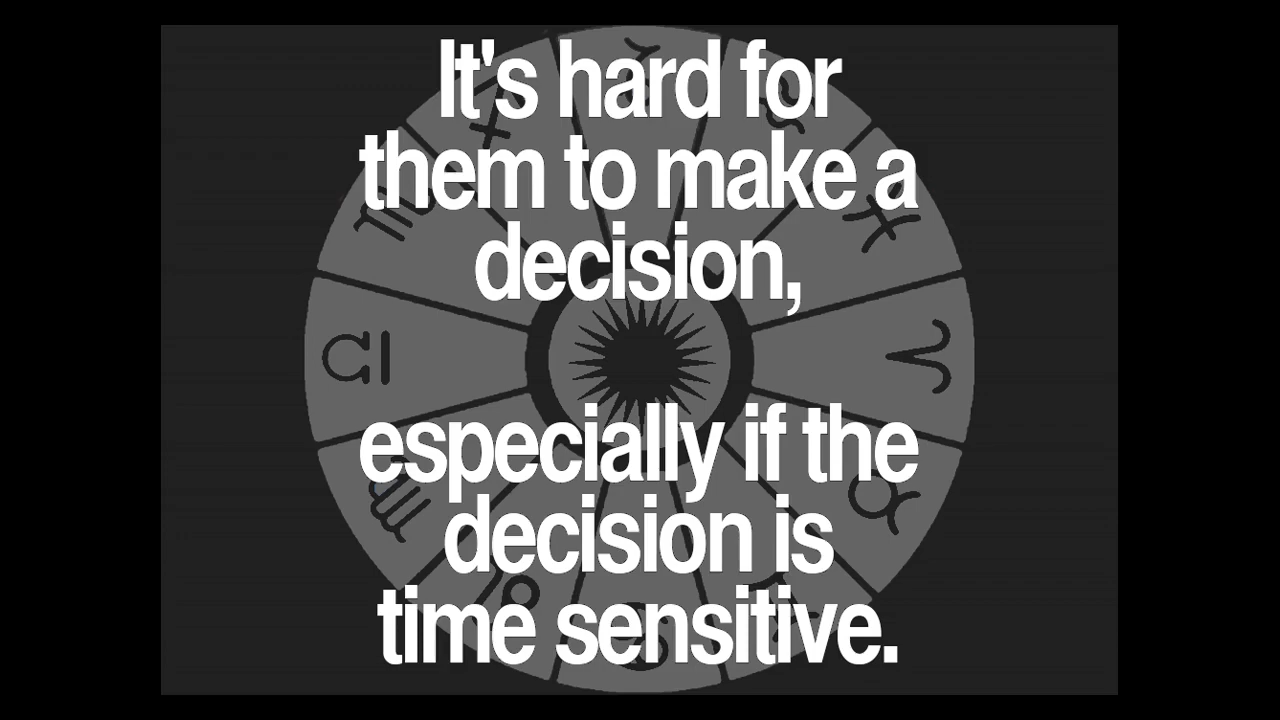 It's hard for
them to make a
decision,
especially if the
decision is
time sensitive.